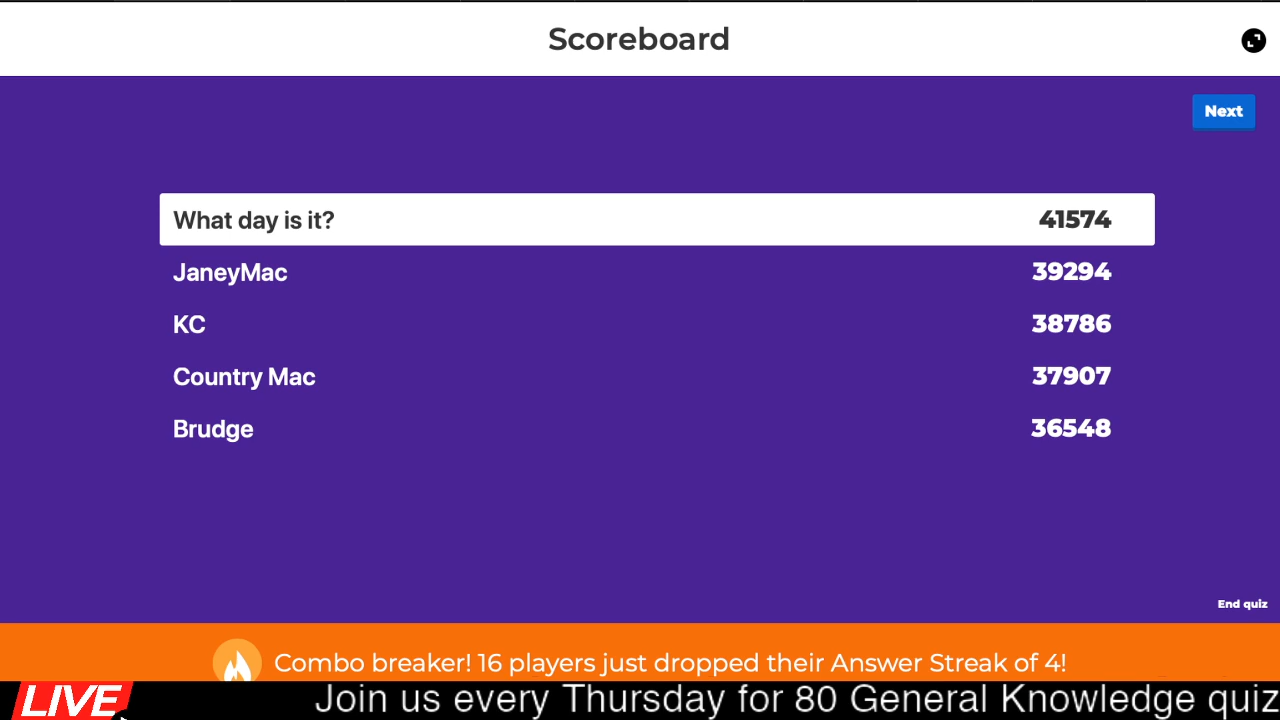 Scoreboard
Next
What day is it? 41574
JaneyMac 39294
KC 38786
Country Mac 37907
Brudge 36548
End quiz
Combo breaker! 16 players just dropped their Answer Streak of 4!
LIVE
Join us every Thursday for 80 General Knowledge quiz